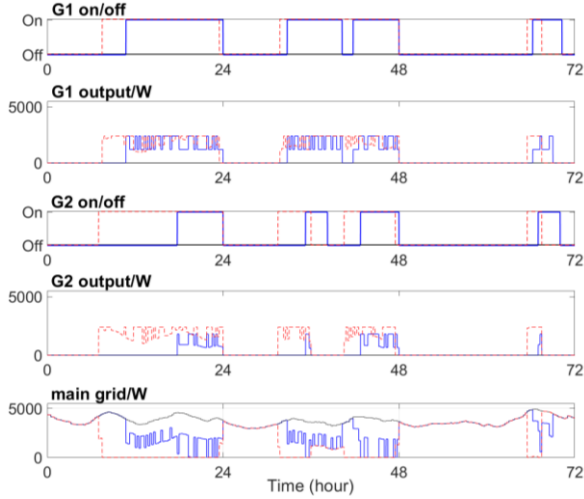 G1 on/off
On
Off
0 24 48 72
G1 output/W
5000
0
0 24 48 72
G2 on/off
On
Off
0 24 48 72
G2 output/W
5000
0
0 24 48 72
main grid/W
5000
0
0 24 48 72
Time (hour)